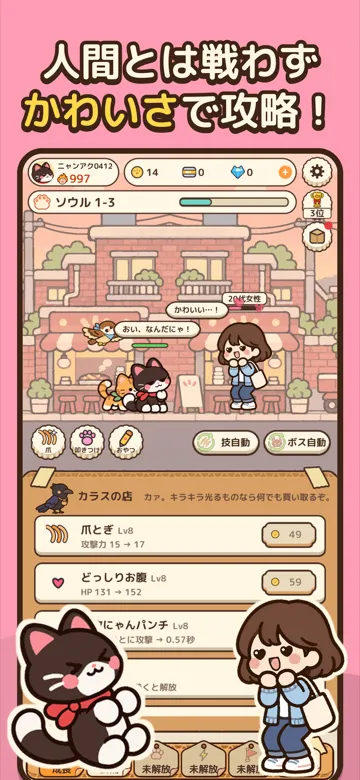 人間とは戦わず
かわいさで攻略！
ニャンアク0412
997
14
0
0
ソウル 1-3
3位
20代女性
かわいい…！
おい、なんだにゃ！
爪
叩きつけ
おやつ
技自動
ボス自動
カラスの店
カァ。キラキラ光るものなら何でも買い取るぞ。
爪とぎ Lv8
攻撃力 15 → 17
49
どっしりお腹 Lv8
HP 131 → 152
59
にゃんパンチ Lv8
とに攻撃 → 0.57秒
くと解放
成長
未解放
未解放